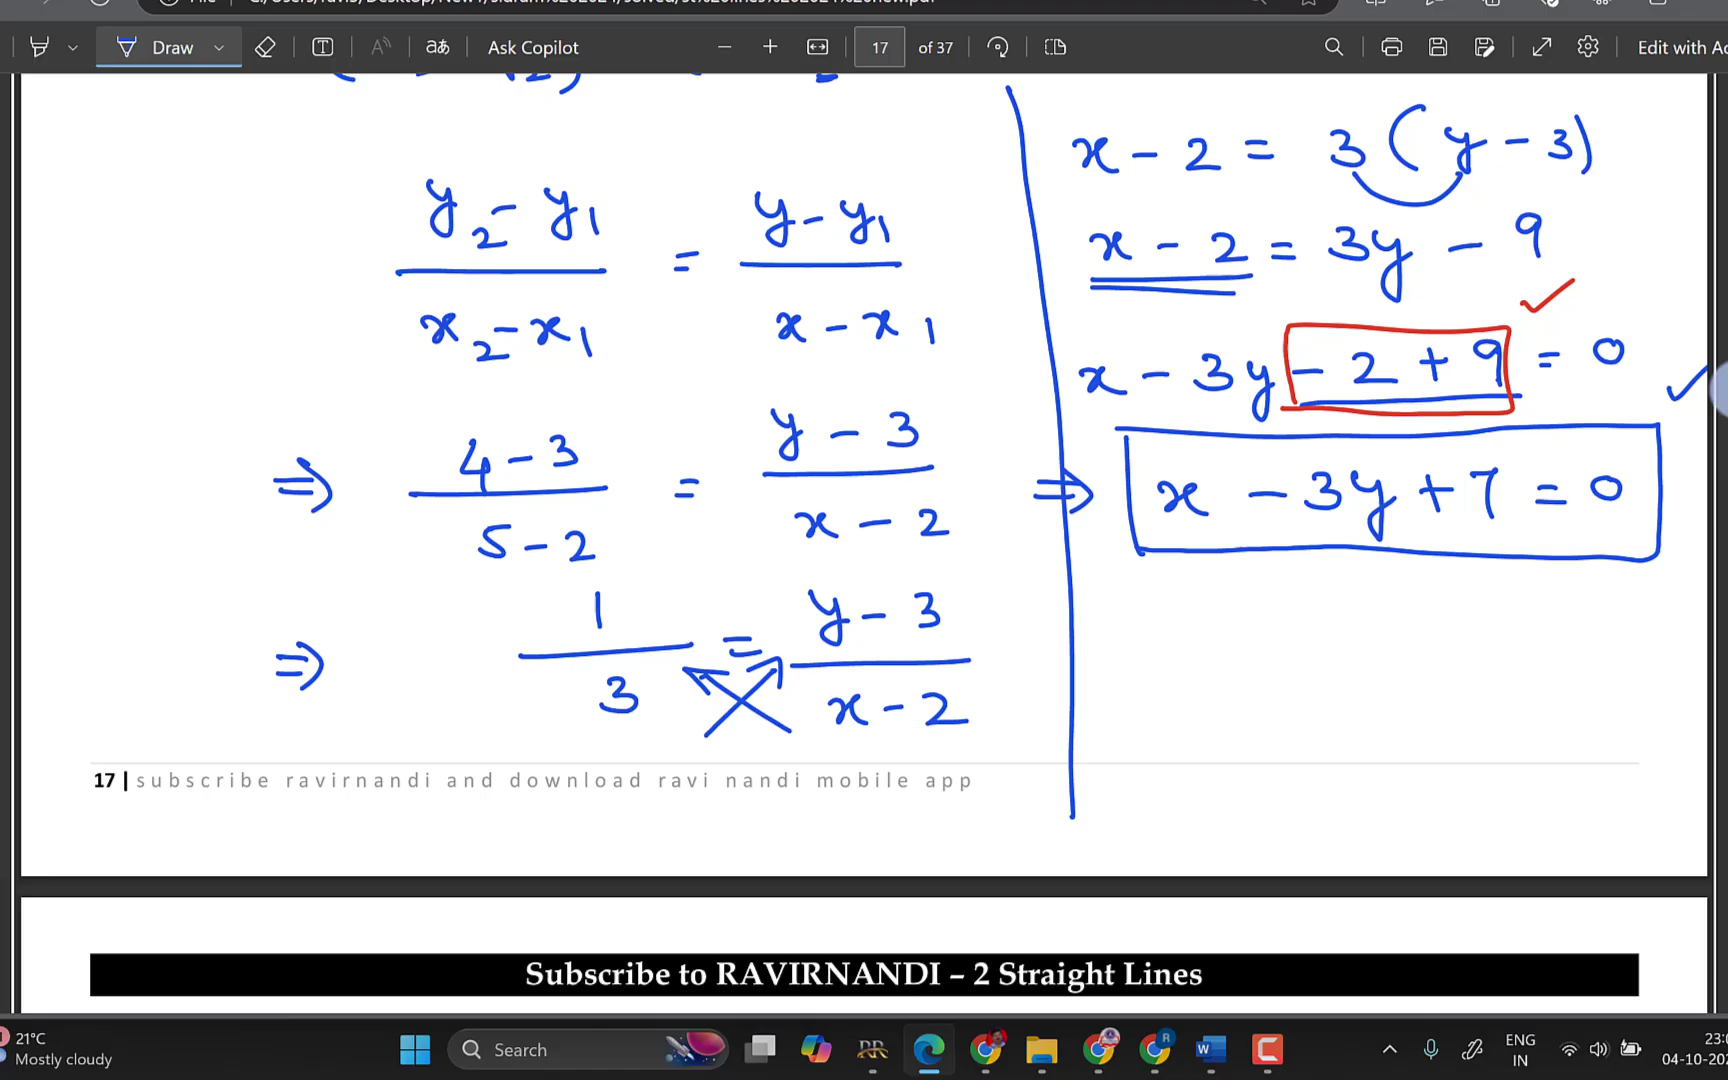 Draw
Ask Copilot
17 of 37
Edit with
y₂ - y₁ / x₂ - x₁ = y - y₁ / x - x₁
⇒ 4 - 3 / 5 - 2 = y - 3 / x - 2
⇒ 1 / 3 = y - 3 / x - 2
x - 2 = 3 (y - 3)
x - 2 = 3y - 9
x - 3y - 2 + 9 = 0
⇒ x - 3y + 7 = 0
17 | subscribe ravirnandi and download ravi nandi mobile app
Subscribe to RAVIRNANDI – 2 Straight Lines
21°C
Mostly cloudy
Search
ENG
IN